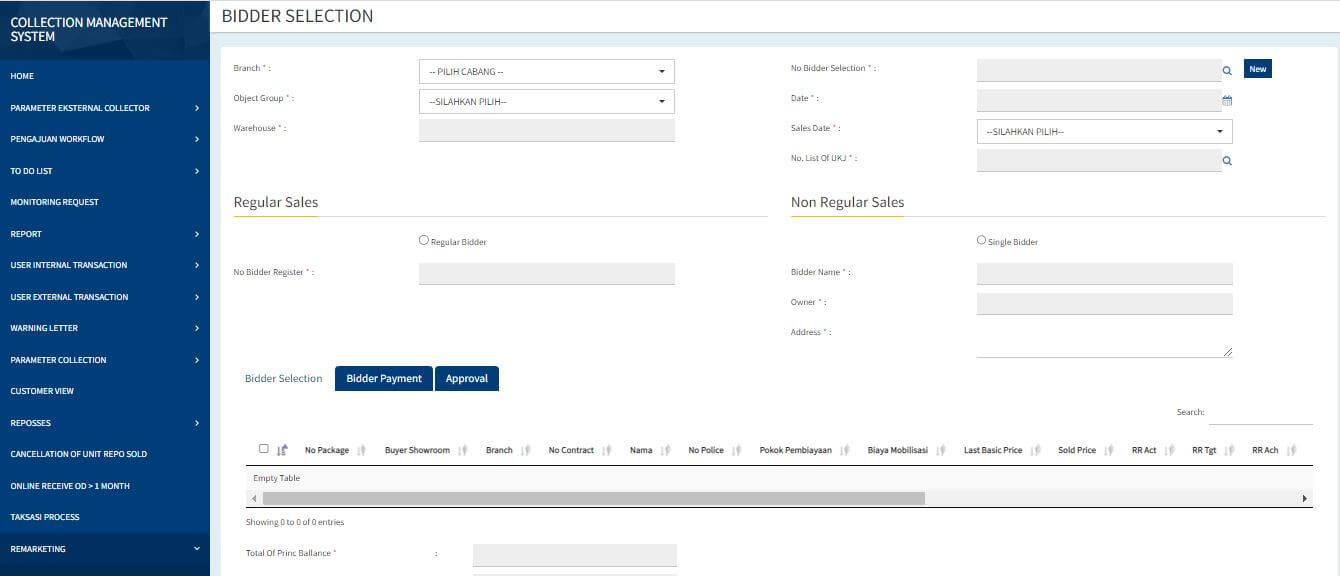 COLLECTION MANAGEMENT
SYSTEM
HOME
PARAMETER EKSTERNAL COLLECTOR
PENGAJUAN WORKFLOW
TO DO LIST
MONITORING REQUEST
REPORT
USER INTERNAL TRANSACTION
USER EXTERNAL TRANSACTION
WARNING LETTER
PARAMETER COLLECTION
CUSTOMER VIEW
REPOSSES
CANCELLATION OF UNIT REPO SOLD
ONLINE RECEIVE OD > 1 MONTH
TAKSASI PROCESS
REMARKETING
BIDDER SELECTION
Branch * :
-- PILIH CABANG --
Object Group * :
--SILAHKAN PILIH--
Warehouse * :
No Bidder Selection * :
New
Date * :
Sales Date * :
--SILAHKAN PILIH--
No. List Of UKJ * :
Regular Sales
Regular Bidder
No Bidder Register * :
Non Regular Sales
Single Bidder
Bidder Name * :
Owner * :
Address * :
Bidder Selection Bidder Payment Approval
Search:
No Package Buyer Showroom Branch No Contract Nama No Police Pokok Pembiayaan Biaya Mobilisasi Last Basic Price Sold Price RR Act RR Tgt RR Ach
Empty Table
Showing 0 to 0 of 0 entries
Total Of Princ Ballance * :